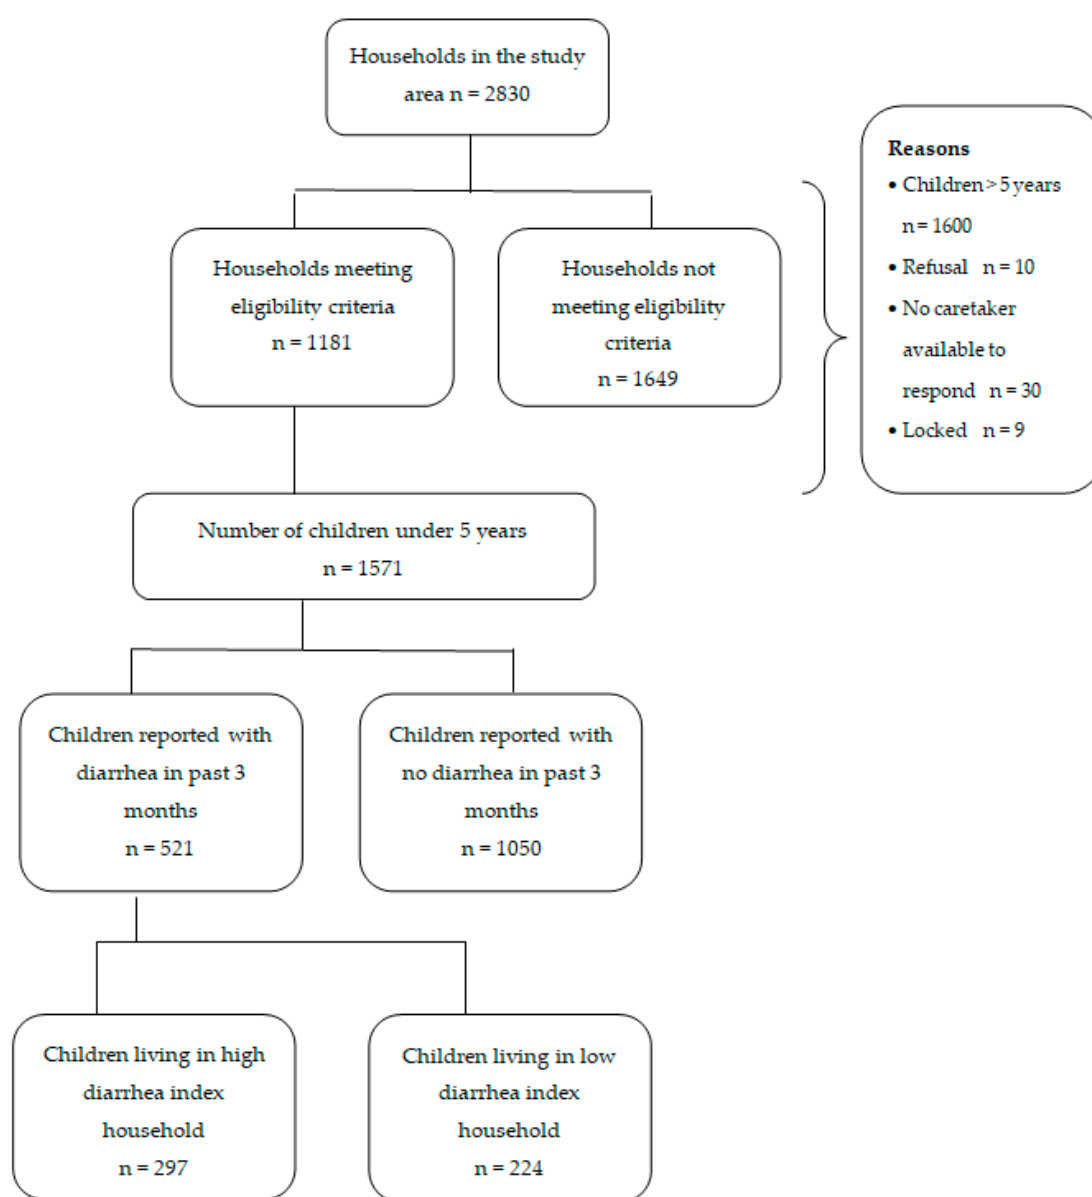 Households in the study
area n = 2830
Reasons
• Children > 5 years
n = 1600
• Refusal n = 10
• No caretaker
available to
respond n = 30
• Locked n = 9
Households meeting
eligibility criteria
n = 1181
Households not
meeting eligibility
criteria
n = 1649
Number of children under 5 years
n = 1571
Children reported with
diarrhea in past 3
months
n = 521
Children reported with
no diarrhea in past 3
months
n = 1050
Children living in high
diarrhea index
household
n = 297
Children living in low
diarrhea index
household
n = 224